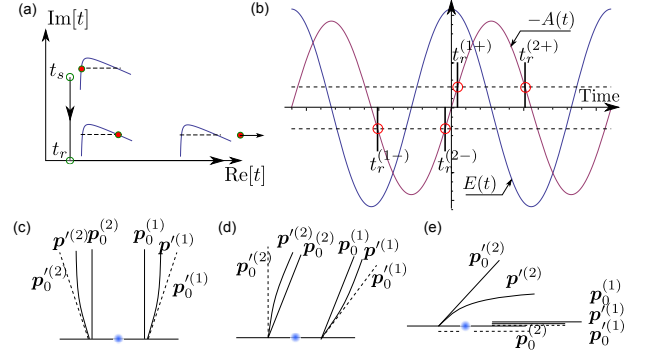 (a)
Im[t]
t_s
t_r
Re[t]
(b)
−A(t)
t_r^{(1+)} t_r^{(2+)}
Time
t_r^{(1-)} t_r^{(2-)}
E(t)
(c)
p'^{(2)} p_0^{(2)} p_0^{(1)} p'^{(1)}
p_0'^{(2)} p_0'^{(1)}
(d)
p'^{(2)} p_0^{(2)} p_0^{(1)} p'^{(1)}
p_0'^{(2)} p_0'^{(1)}
(e)
p_0'^{(2)}
p'^{(2)}
p_0^{(1)}
p'^{(1)}
p_0'^{(1)}
p_0^{(2)}